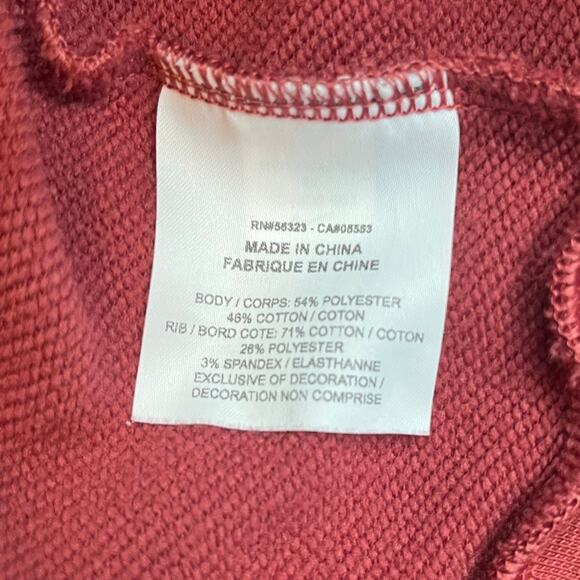 RN#56323 - CA#06553
MADE IN CHINA
FABRIQUE EN CHINE
BODY / CORPS: 54% POLYESTER
46% COTTON / COTON
RIB / BORD COTE: 71% COTTON / COTON
26% POLYESTER
3% SPANDEX / ELASTHANNE
EXCLUSIVE OF DECORATION /
DECORATION NON COMPRISE